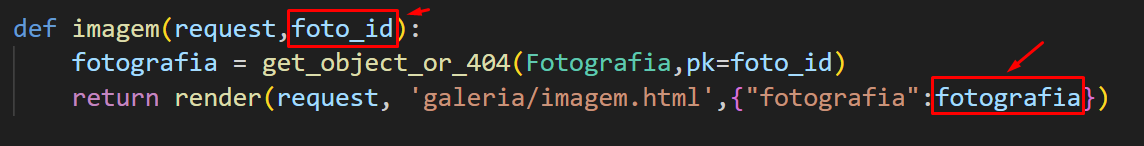 def imagem(request,foto_id):
fotografia = get_object_or_404(Fotografia,pk=foto_id)
return render(request, 'galeria/imagem.html',{"fotografia":fotografia})